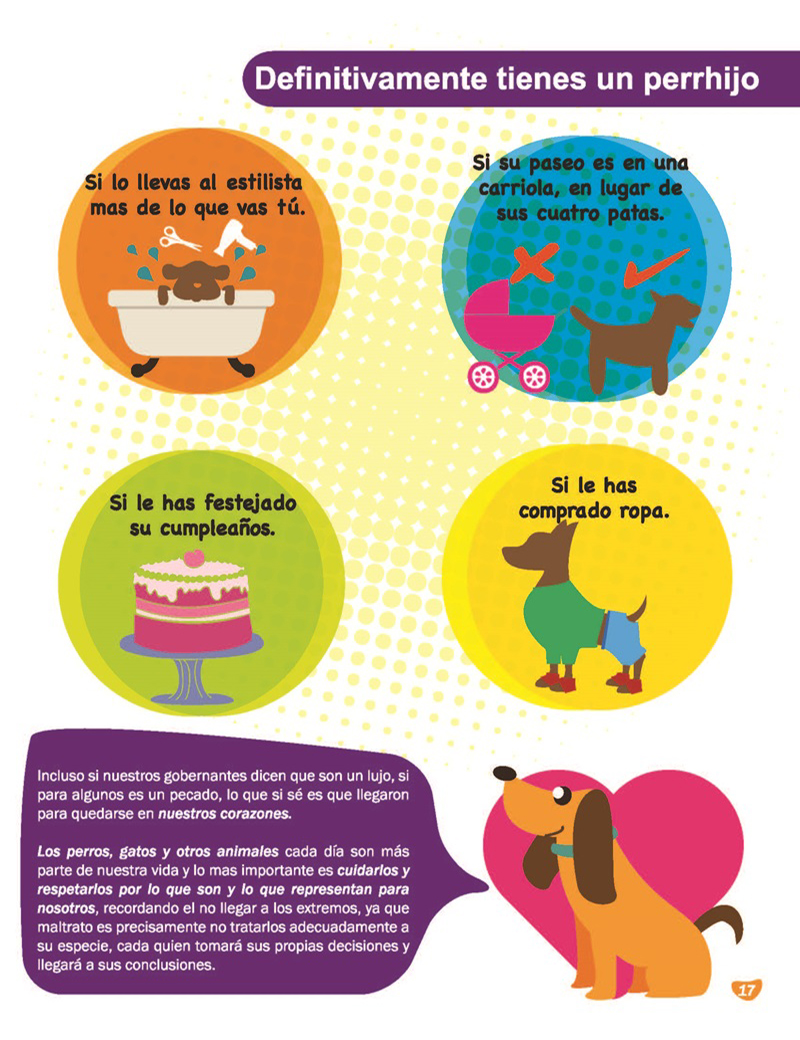 Definitivamente tienes un perrhijo
Si lo llevas al estilista
mas de lo que vas tú.
Si su paseo es en una
carriola, en lugar de
sus cuatro patas.
Si le has festejado
su cumpleaños.
Si le has
comprado ropa.
Incluso si nuestros gobernantes dicen que son un lujo, si
para algunos es un pecado, lo que si sé es que llegaron
para quedarse en nuestros corazones.
Los perros, gatos y otros animales cada día son más
parte de nuestra vida y lo mas importante es cuidarlos y
respetarlos por lo que son y lo que representan para
nosotros, recordando el no llegar a los extremos, ya que
maltrato es precisamente no tratarlos adecuadamente a
su especie, cada quien tomará sus propias decisiones y
llegará a sus conclusiones.
17